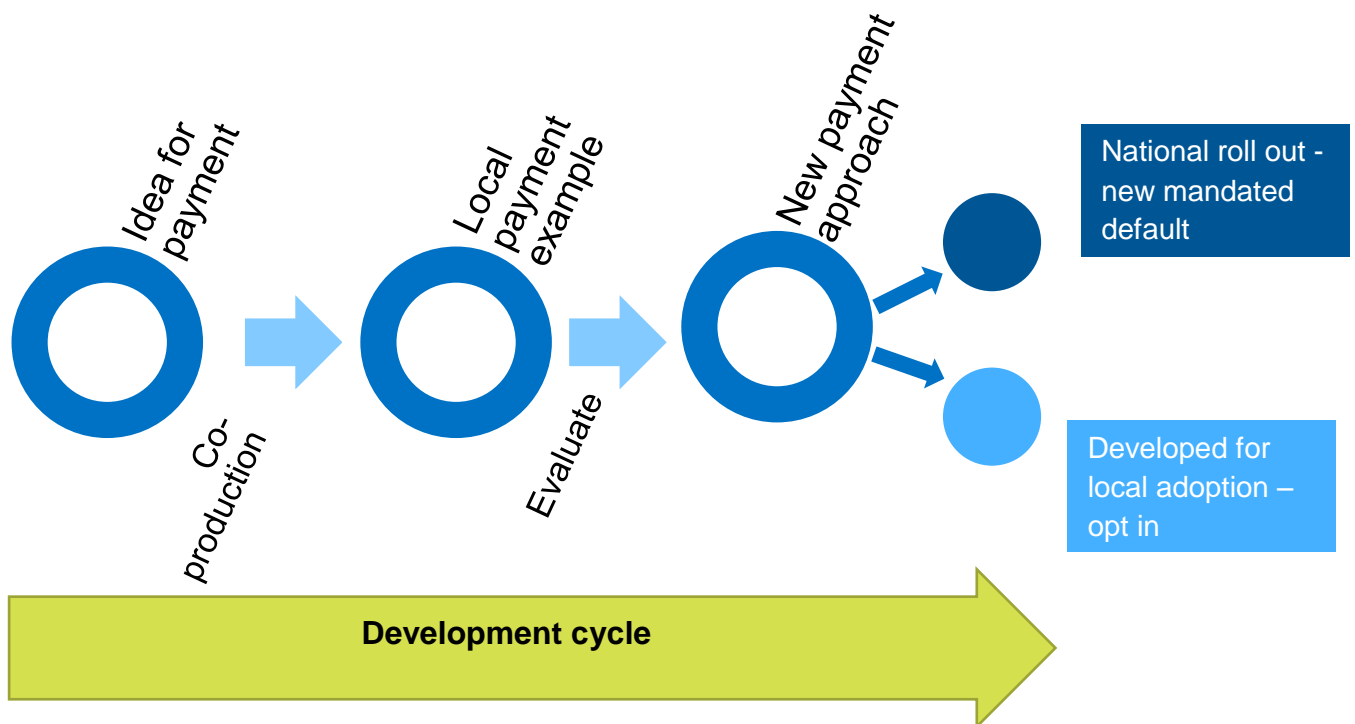 Idea for
payment
Co-
production
Local
payment
example
Evaluate
New payment
approach
National roll out -
new mandated
default
Developed for
local adoption –
opt in
Development cycle